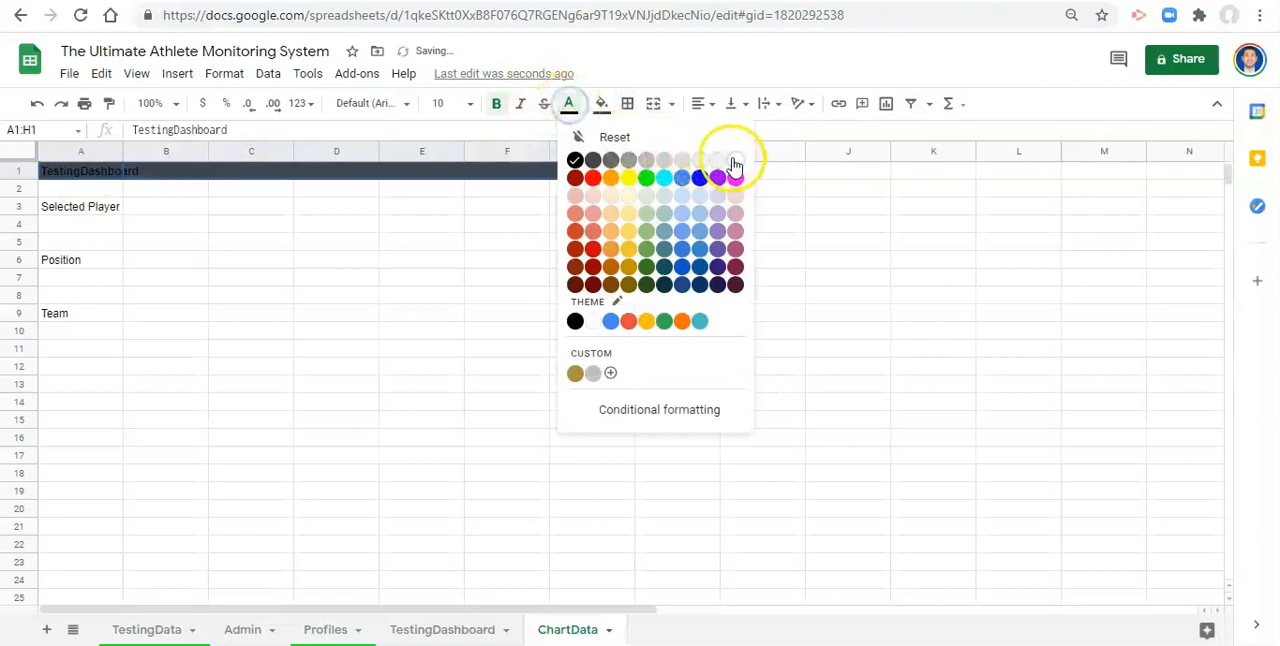 https://docs.google.com/spreadsheets/d/1qkeSKtt0XxB8F076Q7RGENg6ar9T19xVNJjdDkecNio/edit#gid=1820292538
The Ultimate Athlete Monitoring System Saving...
File Edit View Insert Format Data Tools Add-ons Help Last edit was seconds ago
Share
100% $ % .0 .00 123 Default (Ari... 10 B I S A
A1:H1 fx TestingDashboard
Reset
A B C D E F J K L M N
1 TestingDashboard
2
3 Selected Player
4
5
6 Position
7
8
9 Team
10
11
12
13
14
15
16
17
18
19
20
21
22
23
24
25
THEME
CUSTOM
Conditional formatting
TestingData Admin Profiles TestingDashboard ChartData